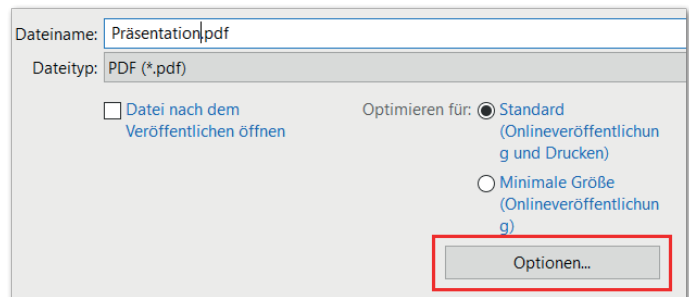 Dateiname: Präsentation.pdf
Dateityp: PDF (*.pdf)
Datei nach dem
Veröffentlichen öffnen
Optimieren für: Standard
(Onlineveröffentlichun
g und Drucken)
Minimale Größe
(Onlineveröffentlichun
g)
Optionen...